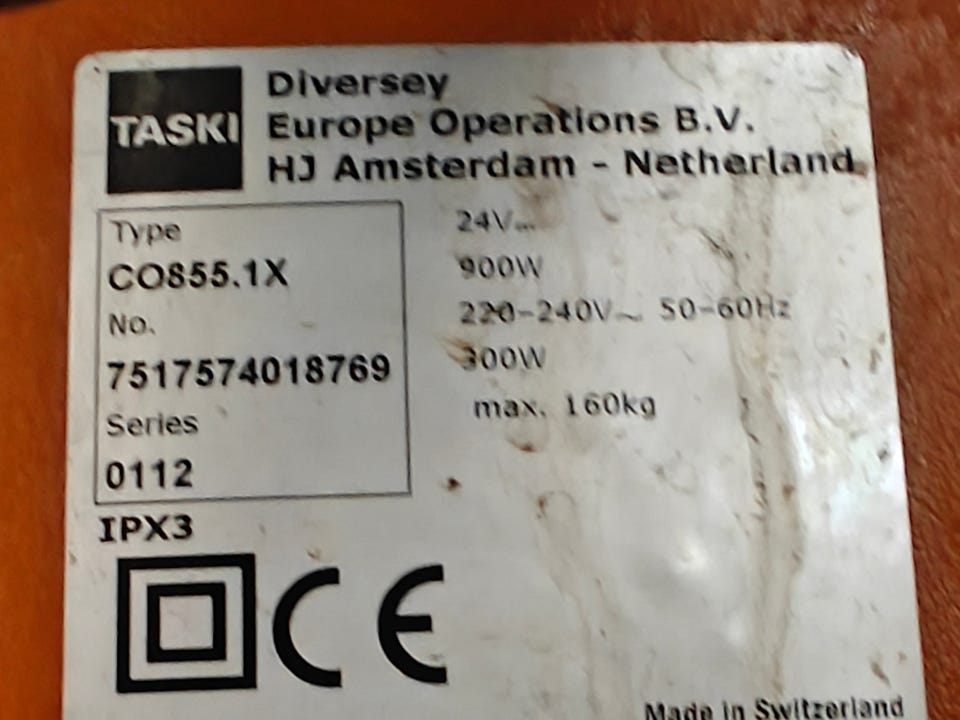 TASKI
Diversey
Europe Operations B.V.
HJ Amsterdam - Netherland
Type
CO855.1X
No.
7517574018769
Series
0112
IPX3
24V⎓
900W
220-240V~ 50-60Hz
300W
max. 160kg
CE
Made in Switzerland